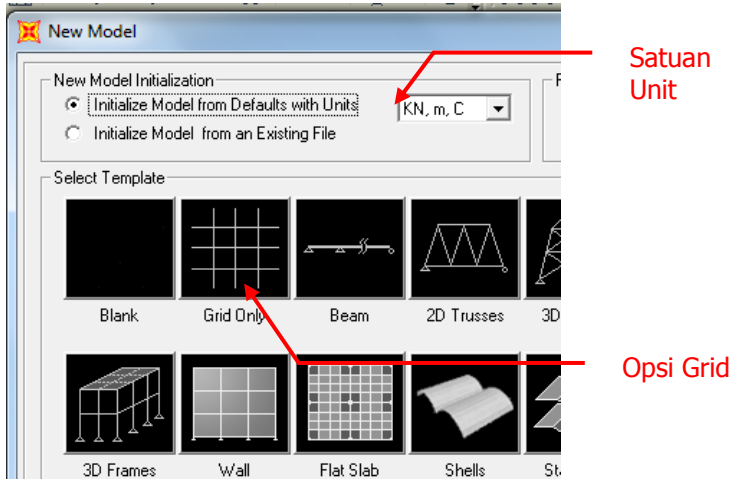 New Model
Satuan
Unit
New Model Initialization
Initialize Model from Defaults with Units
KN, m, C
Initialize Model from an Existing File
Select Template
Blank
Grid Only
Beam
2D Trusses
3D
Opsi Grid
3D Frames
Wall
Flat Slab
Shells